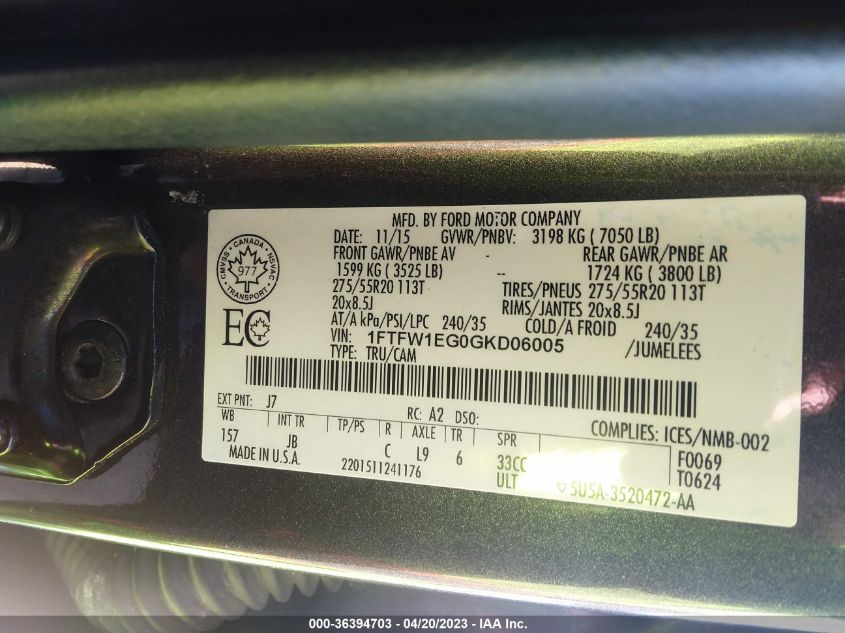 MFD. BY FORD MOTOR COMPANY
DATE: 11/15 GVWR/PNBV: 3198 KG ( 7050 LB)
FRONT GAWR/PNBE AV REAR GAWR/PNBE AR
1599 KG ( 3525 LB) -- 1724 KG ( 3800 LB)
275/55R20 113T TIRES/PNEUS 275/55R20 113T
20x8.5J RIMS/JANTES 20x8.5J
AT/A kPa/PSI/LPC 240/35 COLD/A FROID 240/35
VIN: 1FTFW1EG0GKD06005 /JUMELEES
TYPE: TRU/CAM
CANADA
CMVSS NSVAC
977
TRANSPORT
EC
EXT PNT: J7 RC: A2 DSO: COMPLIES: ICES/NMB-002
WB INT TR TP/PS R AXLE TR SPR F0069
157 JB C L9 6 33CC T0624
MADE IN U.S.A. 2201511241176 ULT 5U5A-3520472-AA
000-36394703 - 04/20/2023 - IAA Inc.